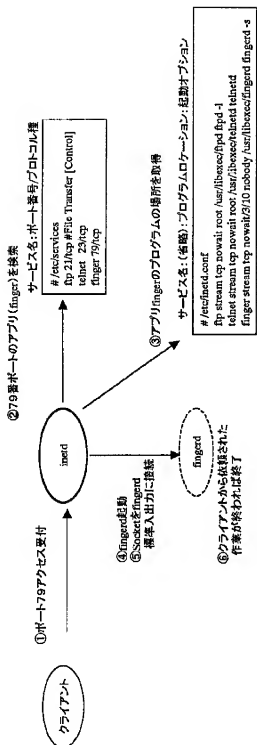 クライアント
①ポート79アクセス受付
inetd
②79番ポートのアプリ(finger)を検索
サービス名:ポート番号/プロトコル種
# /etc/services
ftp 21/tcp #File Transfer [Control]
telnet 23/tcp
finger 79/tcp
③アプリfingerのプログラムの場所を取得
サービス名:(省略):プログラムロケーション:起動オプション
# /etc/inetd.conf
ftp stream tcp nowait root /usr/libexec/ftpd ftpd -l
telnet stream tcp nowait root /usr/libexec/telnetd telnetd
finger stream tcp nowait/3/10 nobody /usr/libexec/fingerd fingerd -s
④fingerd起動
⑤Socketをfingerd
標準入出力に接続
fingerd
⑥クライアントから依頼された
作業が終われば終了